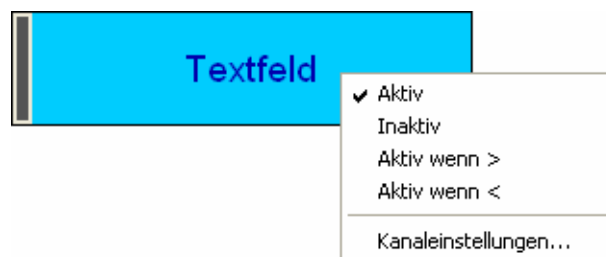 Textfeld
Aktiv
Inaktiv
Aktiv wenn >
Aktiv wenn <
Kanaleinstellungen...